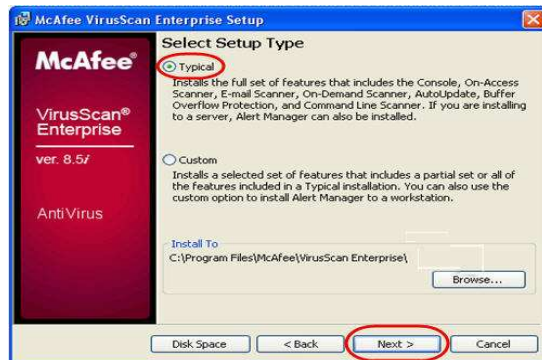 McAfee VirusScan Enterprise Setup
McAfee®
VirusScan®
Enterprise
ver. 8.5i
AntiVirus
Select Setup Type
Typical
Installs the full set of features that includes the Console, On-Access
Scanner, E-mail Scanner, On-Demand Scanner, AutoUpdate, Buffer
Overflow Protection, and Command Line Scanner. If you are installing
to a server, Alert Manager can also be installed.
Custom
Installs a selected set of features that includes a partial set or all of
the features included in a Typical installation. You can also use the
custom option to install Alert Manager to a workstation.
Install To
C:\Program Files\McAfee\VirusScan Enterprise\
Browse...
Disk Space
< Back
Next >
Cancel